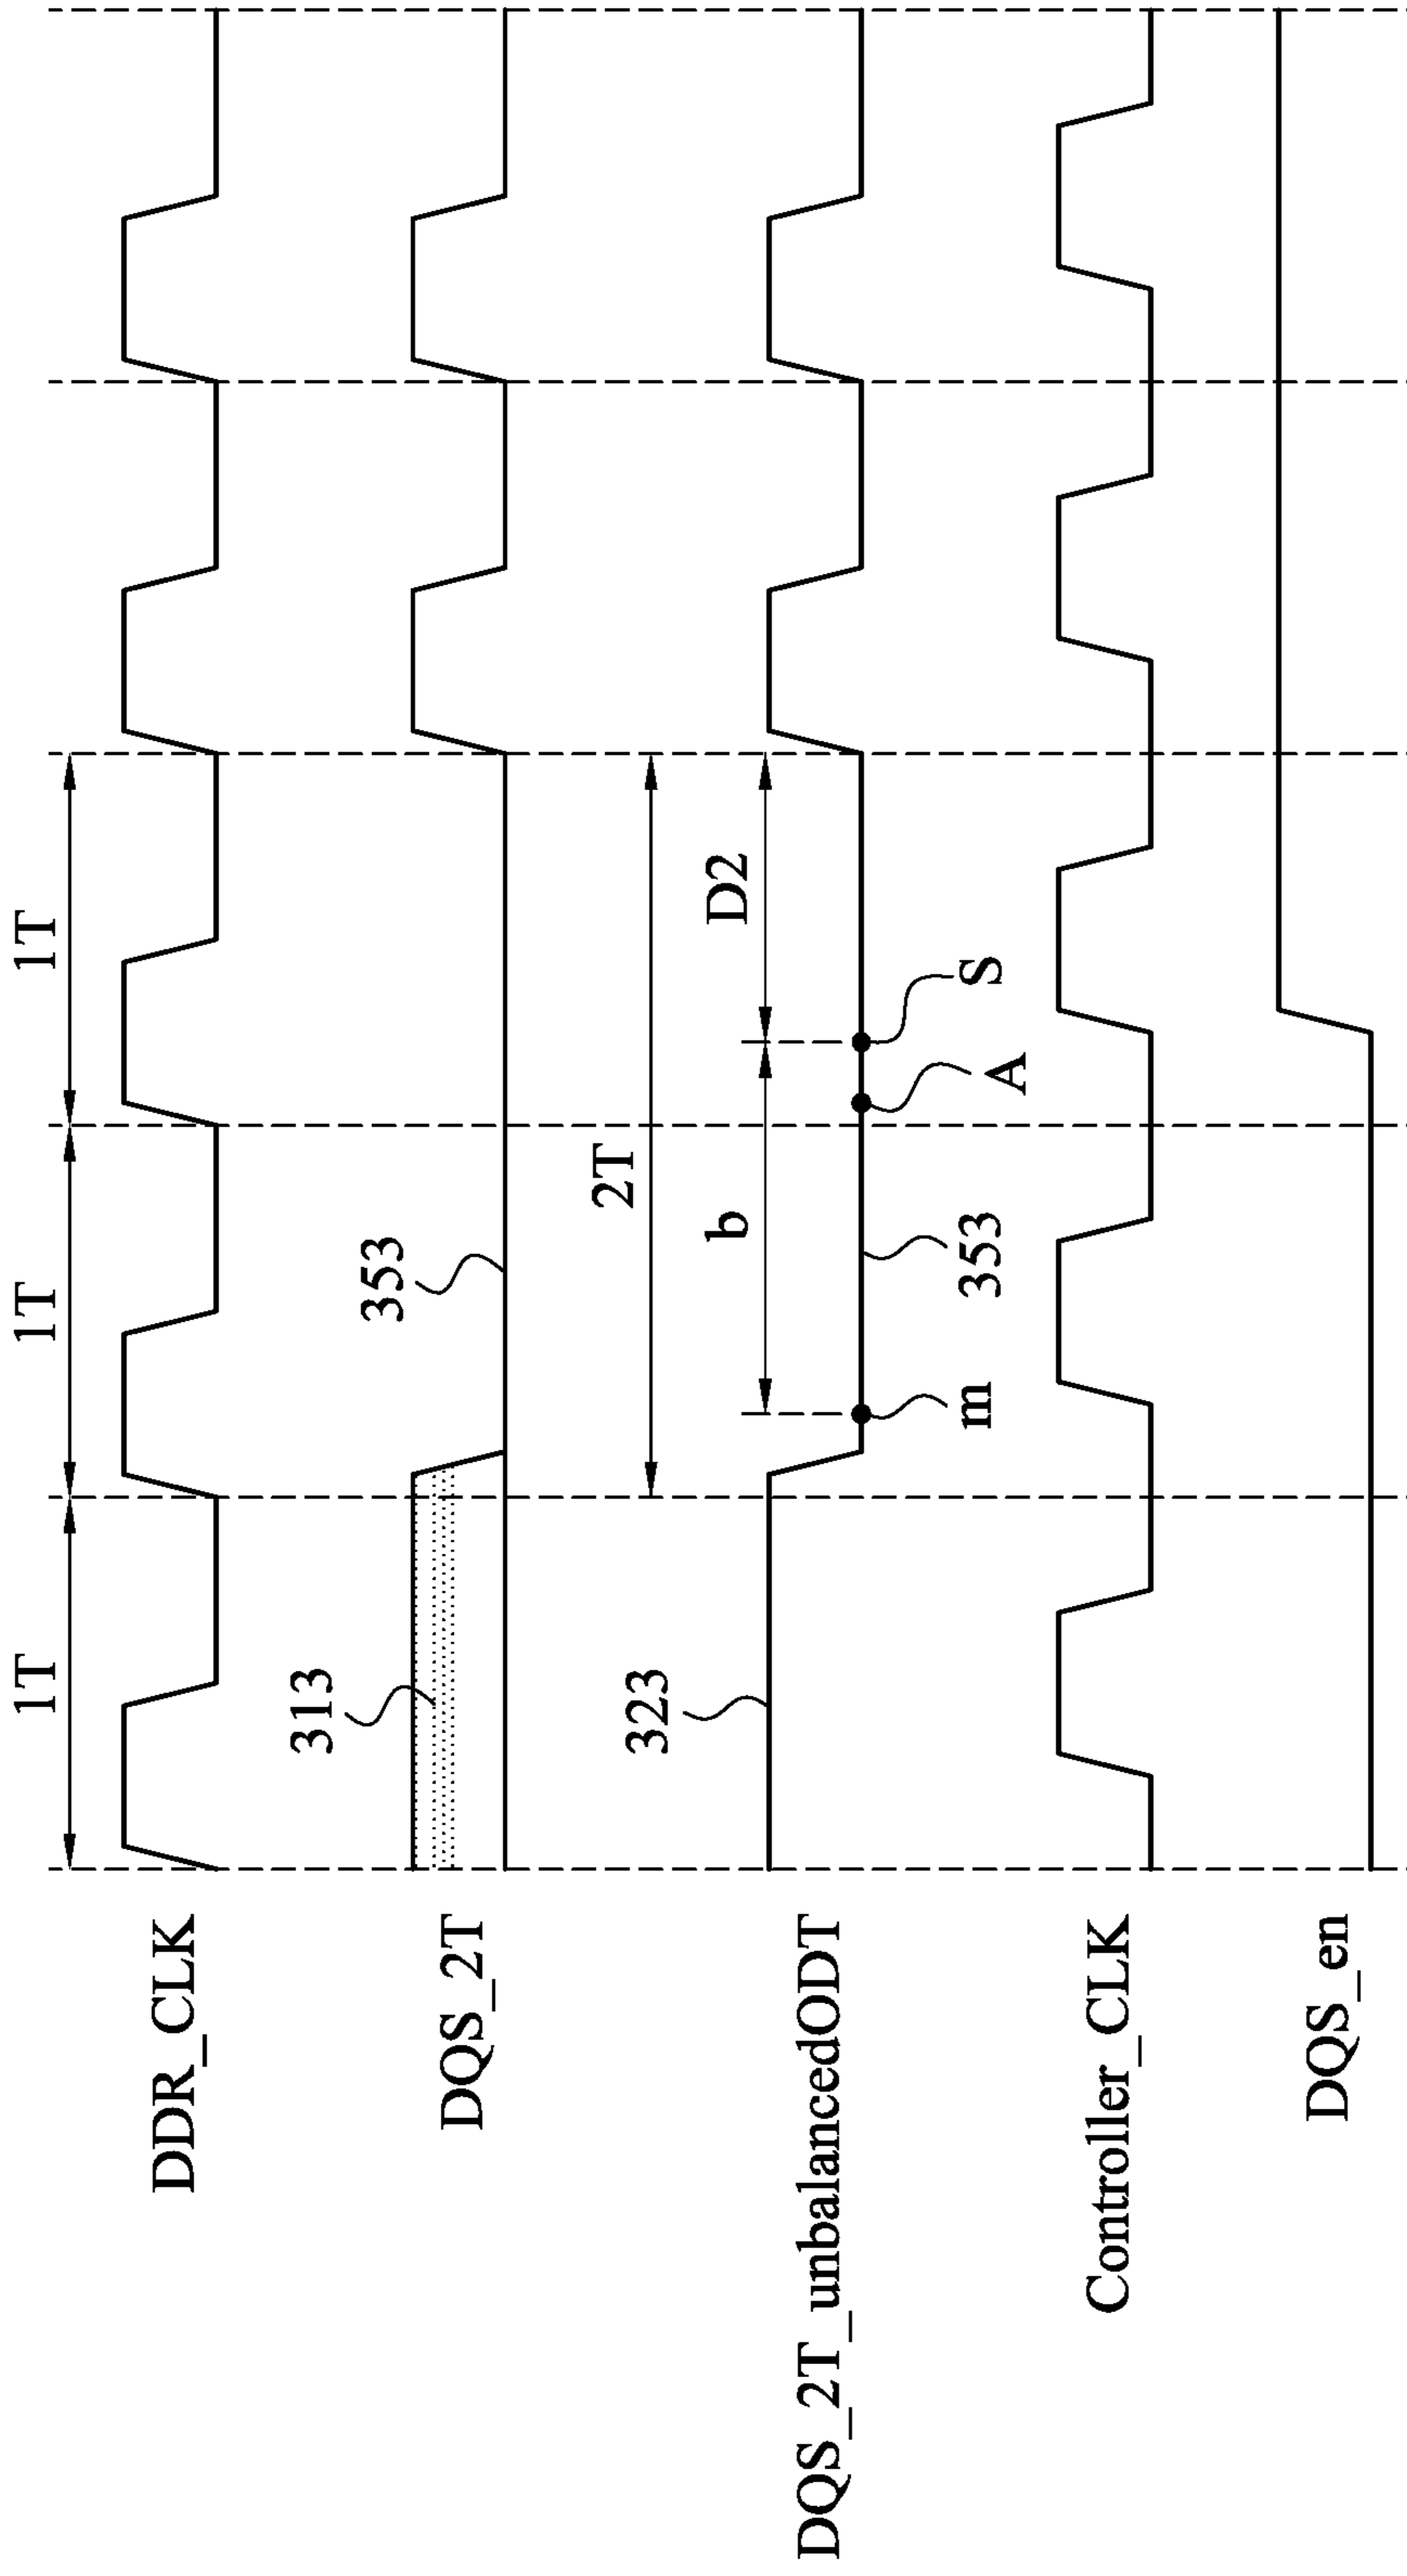 1T 1T 1T
DDR_CLK
313 353
DQS_2T
2T
323 b D2
DQS_2T_unbalancedODT
m 353 A S
Controller_CLK
DQS_en